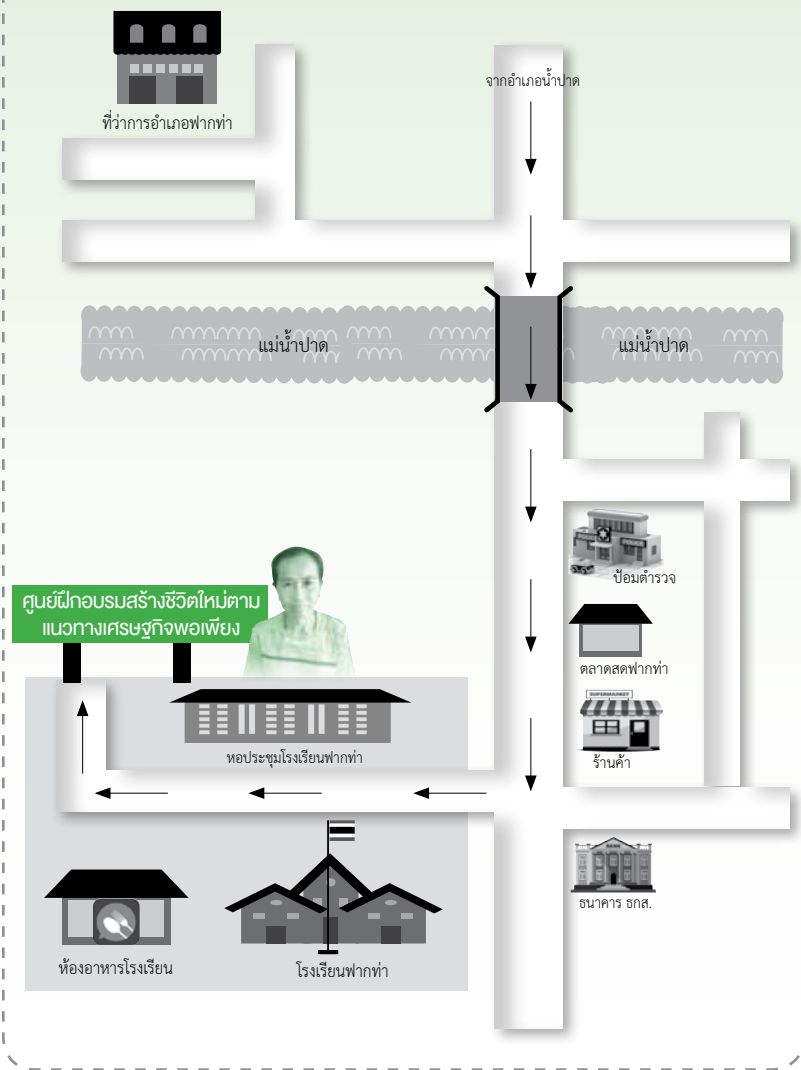 จากอำเภอน้ำปาด
ที่ว่าการอำเภอฟากท่า
แม่น้ำปาด
แม่น้ำปาด
ป้อมตำรวจ
ศูนย์ฝึกอบรมสร้างชีวิตใหม่ตาม
แนวทางเศรษฐกิจพอเพียง
ตลาดสดฟากท่า
SUPERMARKET
ร้านค้า
หอประชุมโรงเรียนฟากท่า
BANK
ธนาคาร ธกส.
ห้องอาหารโรงเรียน
โรงเรียนฟากท่า